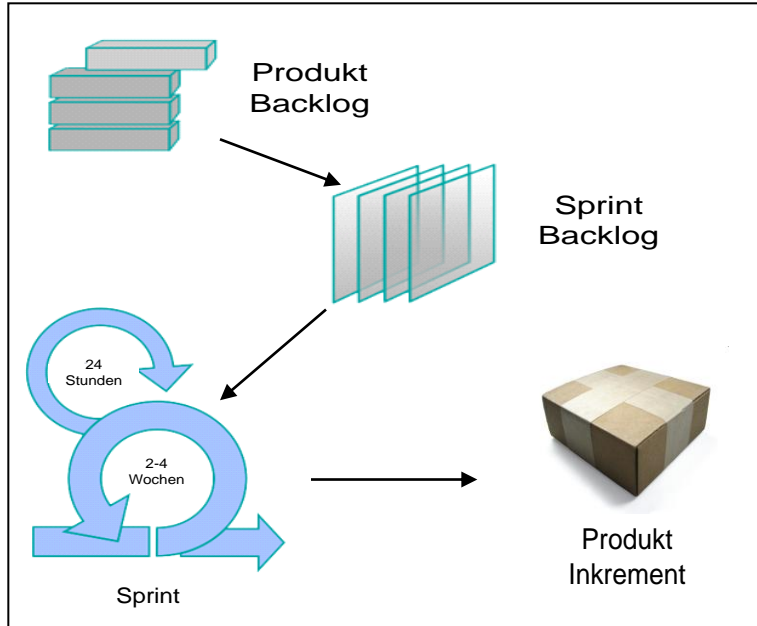 Produkt
Backlog
Sprint
Backlog
24
Stunden
2-4
Wochen
Sprint
Produkt
Inkrement